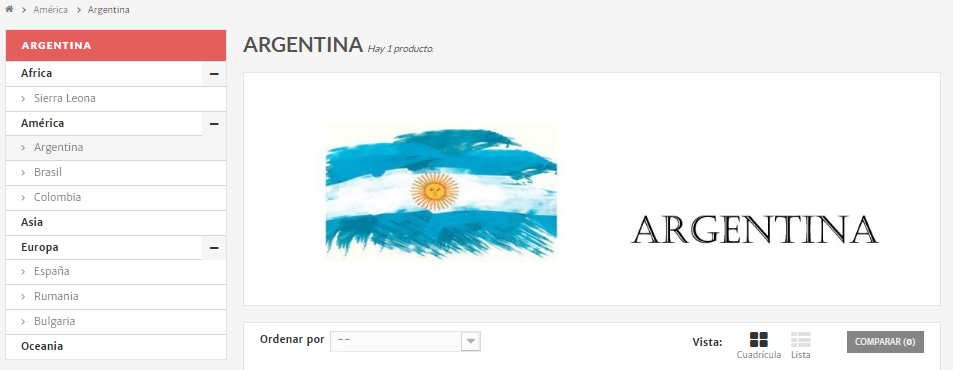 América > Argentina
ARGENTINA
Africa
Sierra Leona
América
Argentina
Brasil
Colombia
Asia
Europa
España
Rumania
Bulgaria
Oceania
ARGENTINA Hay 1 producto.
ARGENTINA
Ordenar por --
Vista: Cuadrícula Lista COMPARAR (0)